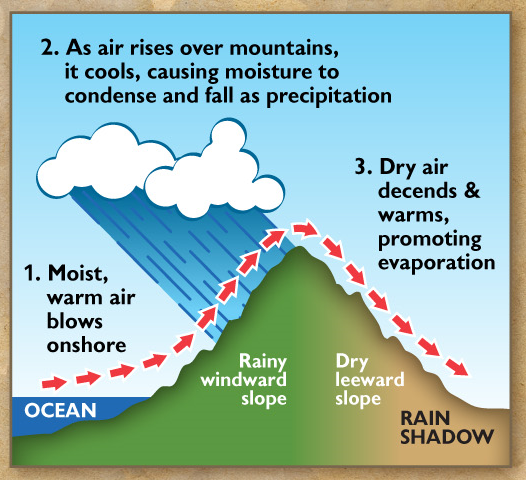 2. As air rises over mountains,
it cools, causing moisture to
condense and fall as precipitation
3. Dry air
decends &
warms,
promoting
evaporation
1. Moist,
warm air
blows
onshore
Rainy
windward
slope
Dry
leeward
slope
OCEAN
RAIN
SHADOW